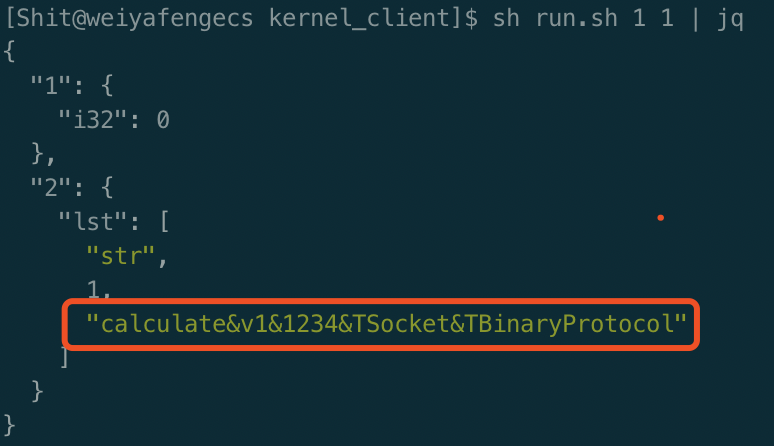 [Shit@weiyafengecs kernel_client]$ sh run.sh 1 1 | jq
{
  "1": {
    "i32": 0
  },
  "2": {
    "lst": [
      "str",
      1,
      "calculate&v1&1234&TSocket&TBinaryProtocol"
    ]
  }
}